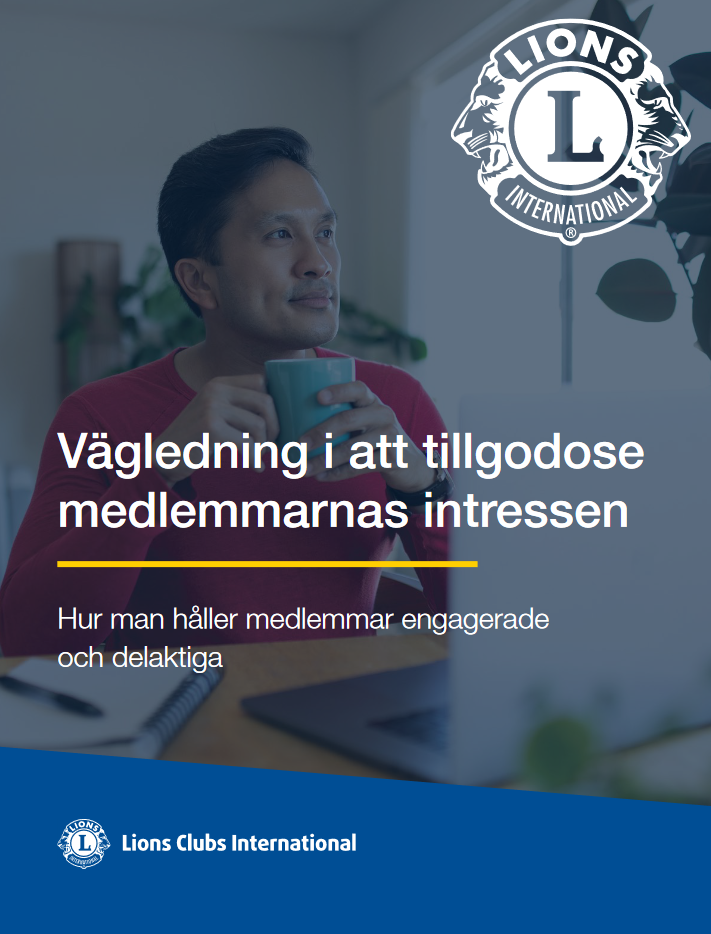 LIONS
L
INTERNATIONAL
®
Vägledning i att tillgodose
medlemmarnas intressen
Hur man håller medlemmar engagerade
och delaktiga
LIONS
L
INTERNATIONAL
Lions Clubs International